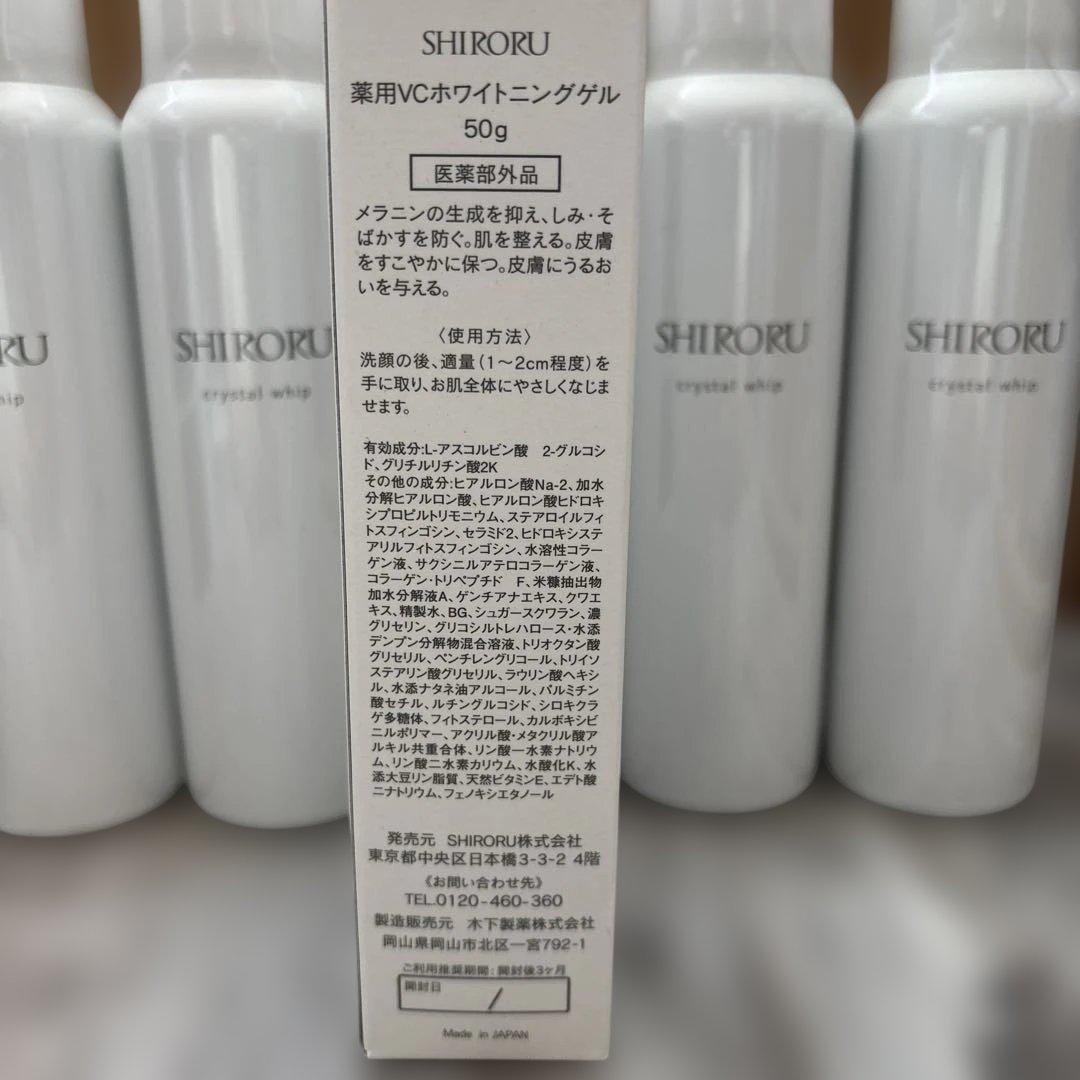 SHIRORU
薬用VCホワイトニングゲル
50g
医薬部外品
メラニンの生成を抑え、しみ・そ
ばかすを防ぐ。肌を整える。皮膚
をすこやかに保つ。皮膚にうるお
いを与える。
〈使用方法〉
洗顔の後、適量(1〜2cm程度)を
手に取り、お肌全体にやさしくなじま
せます。
有効成分:L-アスコルビン酸 2-グルコシ
ド、グリチルリチン酸2K
その他の成分:ヒアルロン酸Na-2、加水
分解ヒアルロン酸、ヒアルロン酸ヒドロキ
シプロピルトリモニウム、ステアロイルフィ
トスフィンゴシン、セラミド2、ヒドロキシステ
アリルフィトスフィンゴシン、水溶性コラー
ゲン液、サクシニルアテロコラーゲン液、
コラーゲン・トリペプチド F、米糠抽出物
加水分解液A、ゲンチアナエキス、クワエ
キス、精製水、BG、シュガースクワラン、濃
グリセリン、グリコシルトレハロース・水添
デンプン分解物混合溶液、トリオクタン酸
グリセリル、ペンチレングリコール、トリイソ
ステアリン酸グリセリル、ラウリン酸ヘキシ
ル、水添ナタネ油アルコール、パルミチン
酸セチル、ルチングルコシド、シロキクラ
ゲ多糖体、フィトステロール、カルボキシビ
ニルポリマー、アクリル酸・メタクリル酸ア
ルキル共重合体、リン酸一水素ナトリウ
ム、リン酸二水素カリウム、水酸化K、水
添大豆リン脂質、天然ビタミンE、エデト酸
二ナトリウム、フェノキシエタノール
発売元 SHIRORU株式会社
東京都中央区日本橋3-3-2 4階
《お問い合わせ先》
TEL.0120-460-360
製造販売元 木下製薬株式会社
岡山県岡山市北区一宮792-1
ご利用推奨期間:開封後3ヶ月
開封日 /
Made in JAPAN
RU
hip
SHIRORU
crystal whip
SHIRORU
crystal whip
SHIRORU
crystal whip